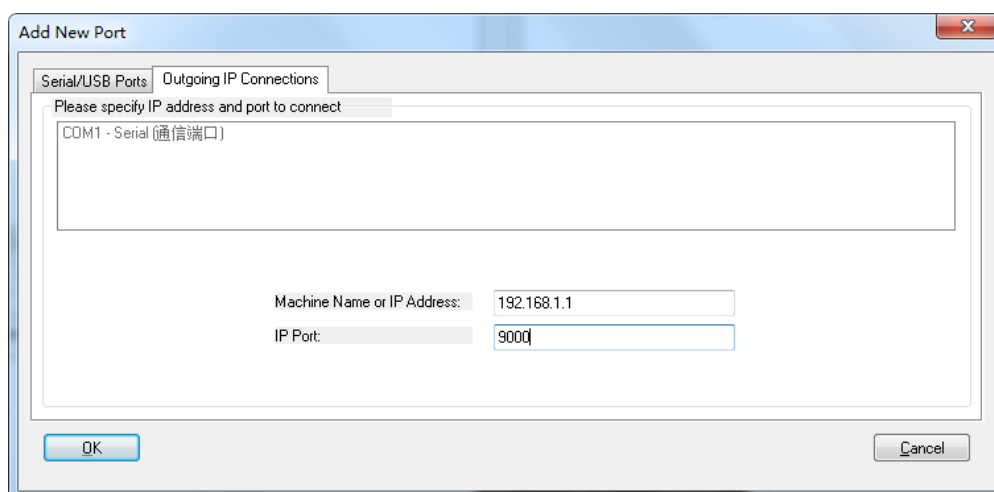 Add New Port
Serial/USB Ports Outgoing IP Connections
Please specify IP address and port to connect
COM1 - Serial (通信端口)
Machine Name or IP Address: 192.168.1.1
IP Port: 9000
OK Cancel